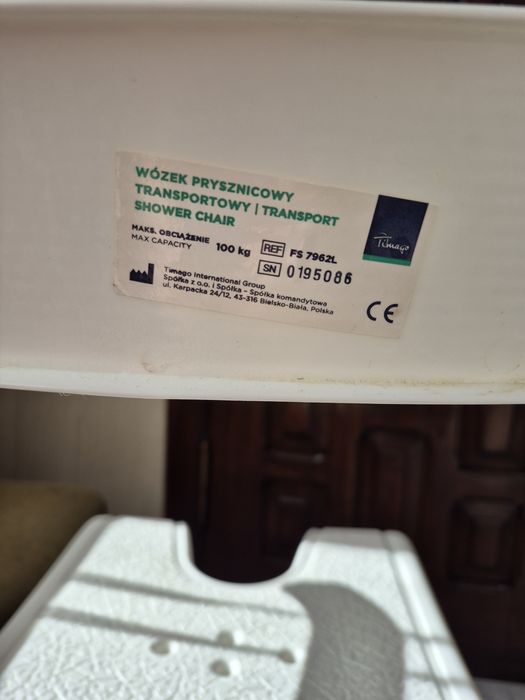 WÓZEK PRYSZNICOWY
TRANSPORTOWY | TRANSPORT
SHOWER CHAIR
Timago
MAKS. OBCIĄŻENIE
MAX CAPACITY
100 kg
REF FS 7962L
SN 0195086
Timago International Group
Spółka z o.o. i Spółka - Spółka komandytowa
ul. Karpacka 24/12, 43-316 Bielsko-Biała, Polska
CE